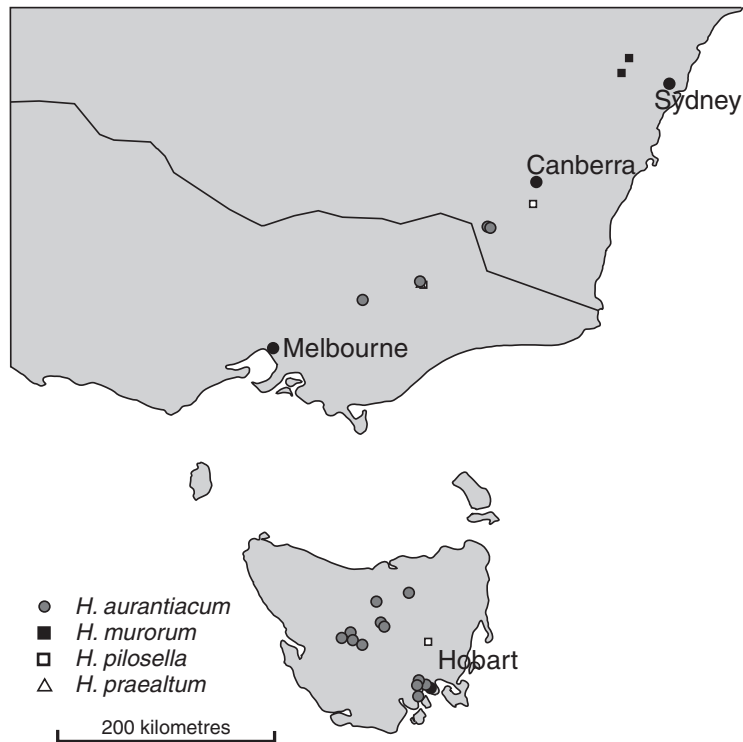 Sydney
Canberra
Melbourne
Hobart
H. aurantiacum
H. murorum
H. pilosella
H. praealtum
200 kilometres